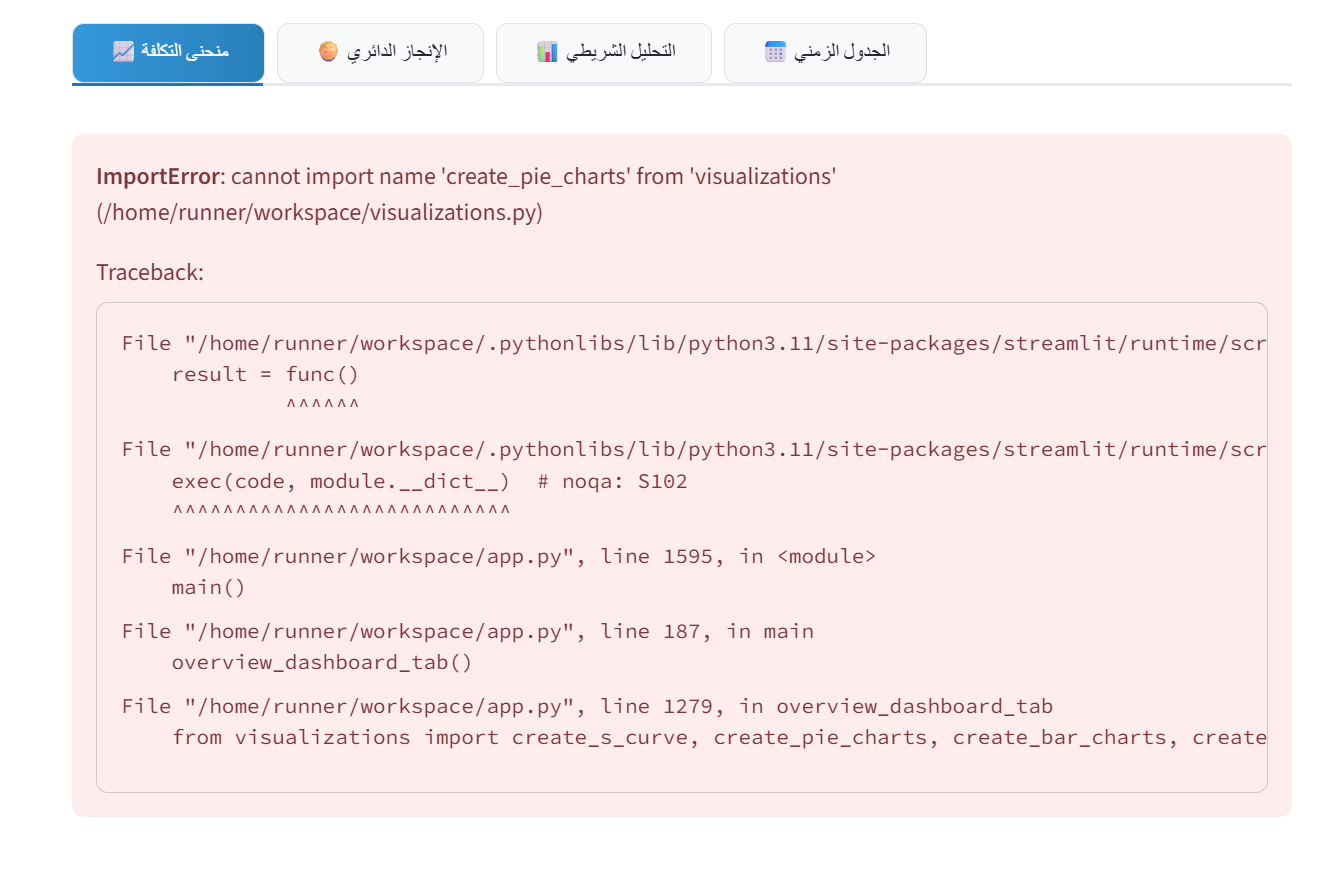 منحنى التكلفة
الإنجاز الدائري
التحليل الشريطي
الجدول الزمني
ImportError: cannot import name 'create_pie_charts' from 'visualizations'
(/home/runner/workspace/visualizations.py)
Traceback:
File "/home/runner/workspace/.pythonlibs/lib/python3.11/site-packages/streamlit/runtime/scr
    result = func()
             ^^^^^^
File "/home/runner/workspace/.pythonlibs/lib/python3.11/site-packages/streamlit/runtime/scr
    exec(code, module.__dict__)  # noqa: S102
    ^^^^^^^^^^^^^^^^^^^^^^^^^^^
File "/home/runner/workspace/app.py", line 1595, in <module>
    main()
File "/home/runner/workspace/app.py", line 187, in main
    overview_dashboard_tab()
File "/home/runner/workspace/app.py", line 1279, in overview_dashboard_tab
    from visualizations import create_s_curve, create_pie_charts, create_bar_charts, create